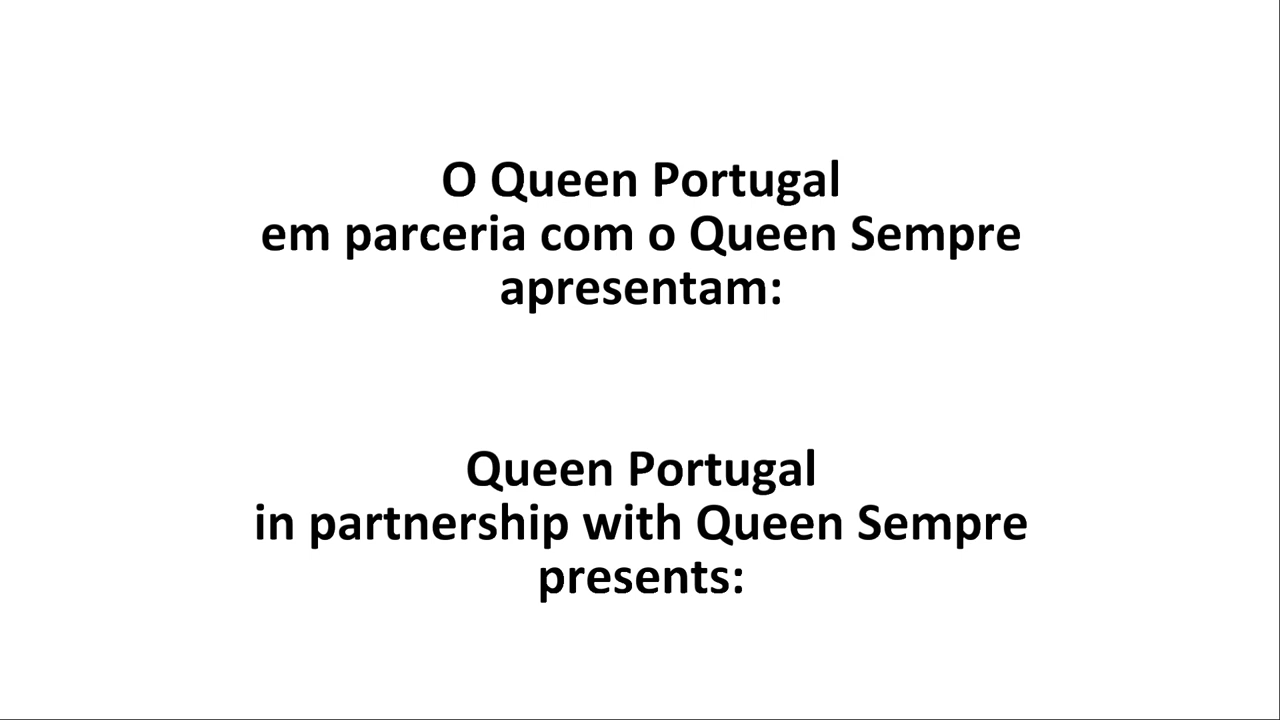 O Queen Portugal
em parceria com o Queen Sempre
apresentam:
Queen Portugal
in partnership with Queen Sempre
presents: